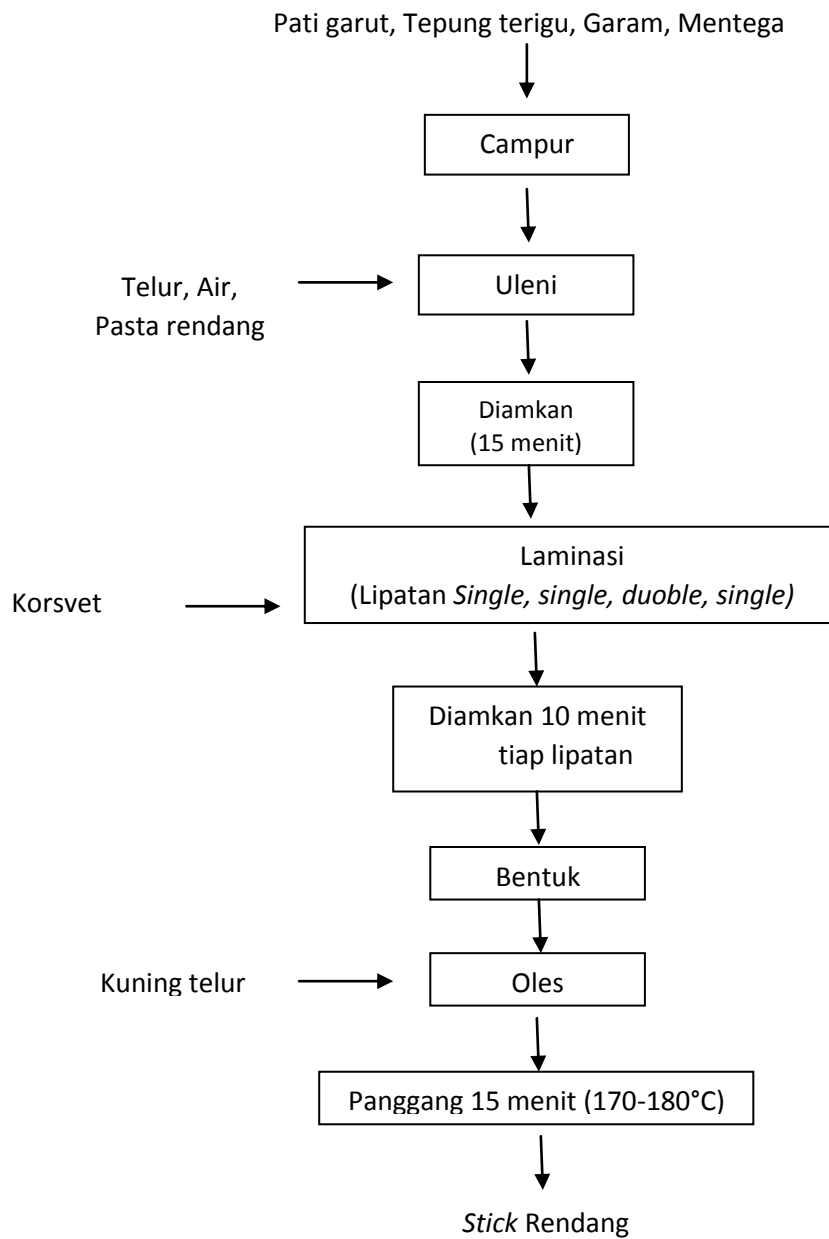 Pati garut, Tepung terigu, Garam, Mentega
Campur
Telur, Air,
Pasta rendang
Uleni
Diamkan
(15 menit)
Laminasi
(Lipatan Single, single, duoble, single)
Korsvet
Diamkan 10 menit
tiap lipatan
Bentuk
Kuning telur
Oles
Panggang 15 menit (170-180°C)
Stick Rendang